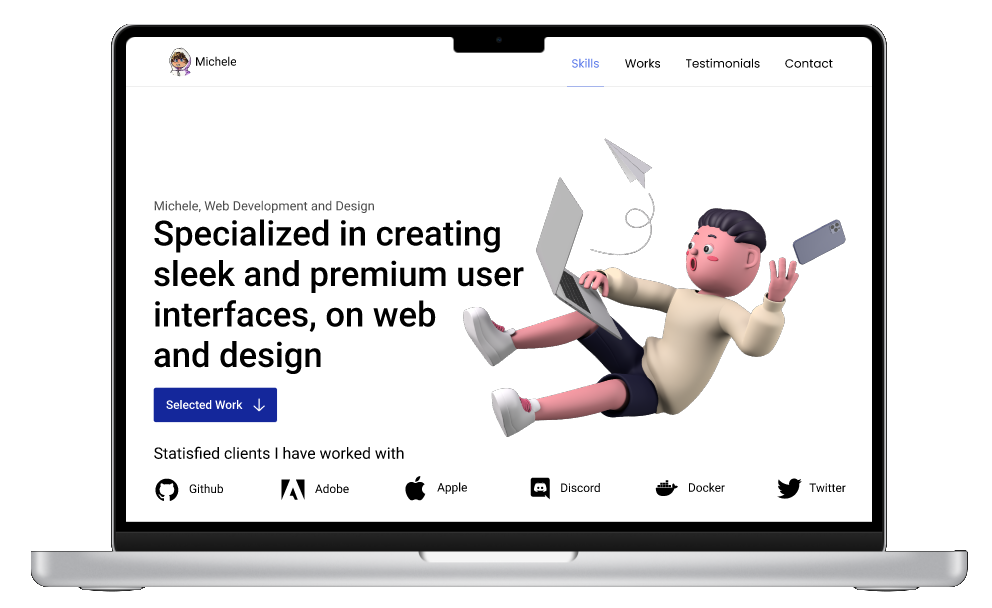 Michele
Skills Works Testimonials Contact
Michele, Web Development and Design
Specialized in creating
sleek and premium user
interfaces, on web
and design
Selected Work
Statisfied clients I have worked with
Github Adobe Apple Discord Docker Twitter